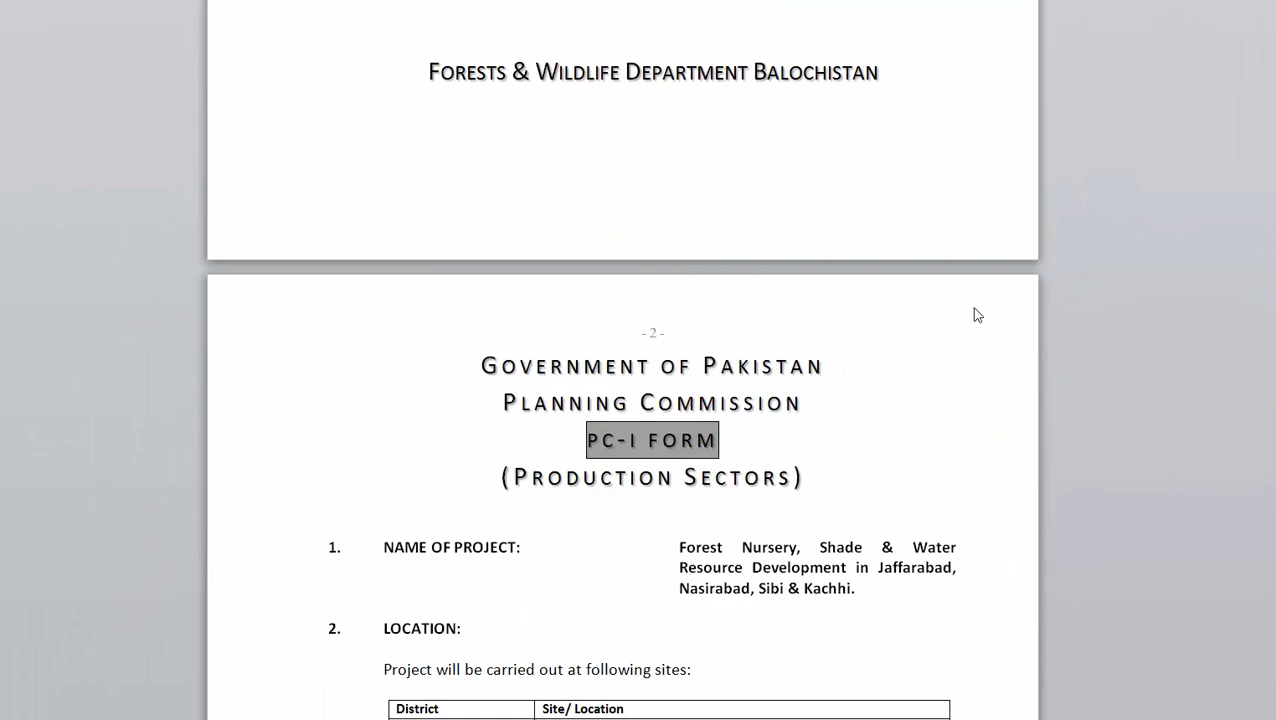 FORESTS & WILDLIFE DEPARTMENT BALOCHISTAN
- 2 -
GOVERNMENT OF PAKISTAN
PLANNING COMMISSION
PC-I FORM
(PRODUCTION SECTORS)
1. NAME OF PROJECT: Forest Nursery, Shade & Water
Resource Development in Jaffarabad,
Nasirabad, Sibi & Kachhi.
2. LOCATION:
Project will be carried out at following sites:
District Site/ Location